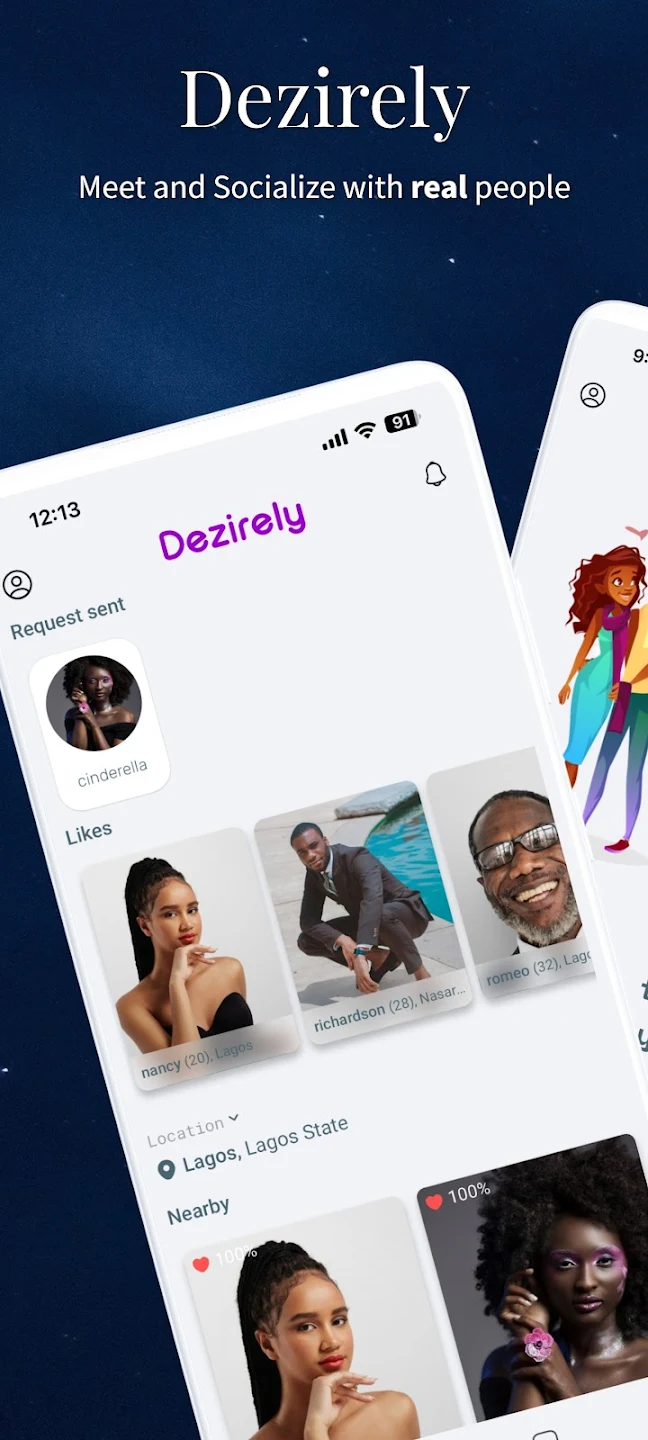 Dezirely
Meet and Socialize with real people
12:13
91
Dezirely
Request sent
cinderella
Likes
nancy (20), Lagos
richardson (28), Nasar...
romeo (32), Lago
Location
Lagos, Lagos State
Nearby
100%
100%
9: